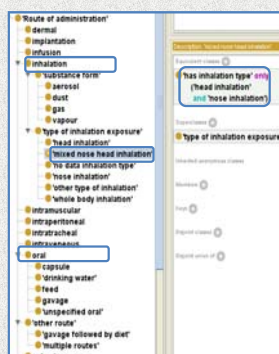 'Route of administration'
dermal
implantation
infusion
inhalation
'substance form'
aerosol
dust
gas
vapour
'type of inhalation exposure'
'head inhalation'
'mixed nose head inhalation'
'no data inhalation type'
'nose inhalation'
'other type of inhalation'
'whole body inhalation'
intramuscular
intraperitoneal
intratracheal
intravenous
oral
capsule
'drinking water'
feed
gavage
'unspecified oral'
'other route'
'gavage followed by diet'
'multiple routes'
Description: 'mixed nose head inhalation'
Equivalent classes
'has inhalation type' only
('head inhalation'
and 'nose inhalation')
Superclasses
'type of inhalation exposure'
Inherited anonymous classes
Members
Keys
Disjoint classes
Disjoint union of